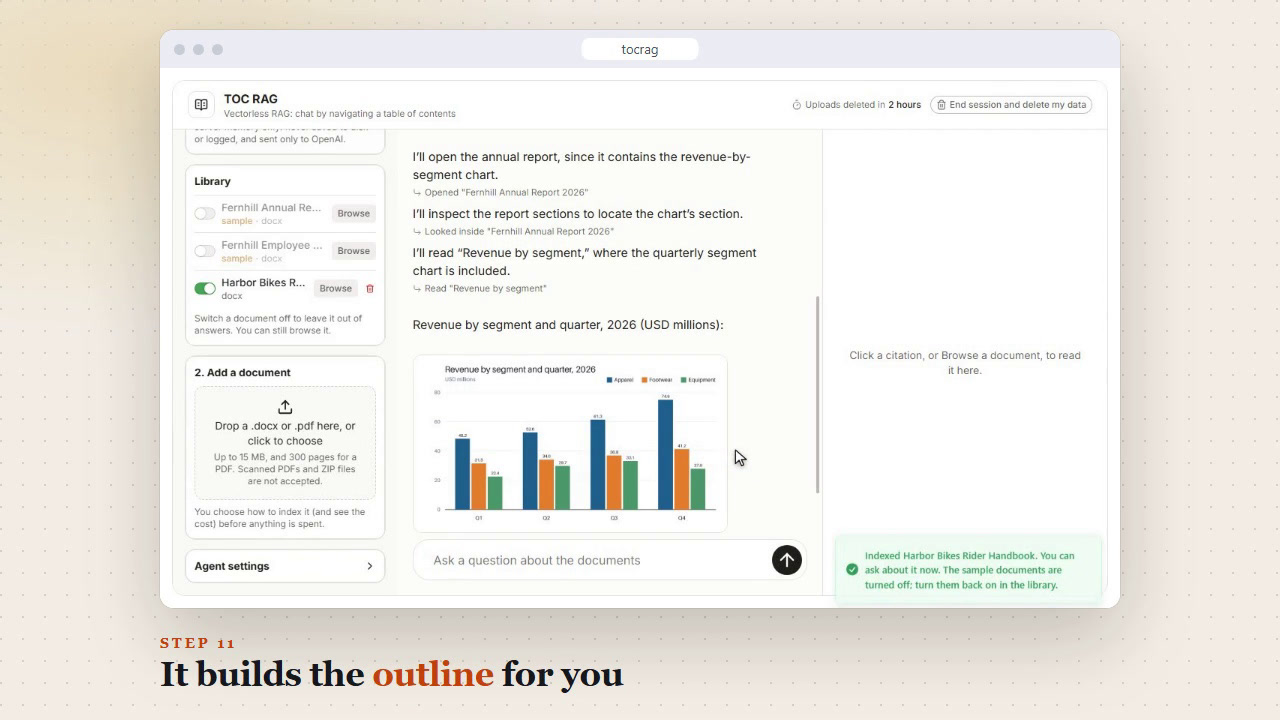 tocrag
TOC RAG
Vectorless RAG: chat by navigating a table of contents
Uploads deleted in 2 hours
End session and delete my data
or logged, and sent only to OpenAI.
Library
Fernhill Annual Re...
sample · docx
Browse
Fernhill Employee ...
sample · docx
Browse
Harbor Bikes R...
docx
Browse
Switch a document off to leave it out of
answers. You can still browse it.
2. Add a document
Drop a .docx or .pdf here, or
click to choose
Up to 15 MB, and 300 pages for a
PDF. Scanned PDFs and ZIP files
are not accepted.
You choose how to index it (and see the
cost) before anything is spent.
Agent settings
I'll open the annual report, since it contains the revenue-by-
segment chart.
Opened "Fernhill Annual Report 2026"
I'll inspect the report sections to locate the chart's section.
Looked inside "Fernhill Annual Report 2026"
I'll read “Revenue by segment,” where the quarterly segment
chart is included.
Read "Revenue by segment"
Revenue by segment and quarter, 2026 (USD millions):
Revenue by segment and quarter, 2026
USD millions
Apparel Footwear Equipment
80
60
40
20
0
Q1 Q2 Q3 Q4
Ask a question about the documents
Click a citation, or Browse a document, to read
it here.
Indexed Harbor Bikes Rider Handbook. You can
ask about it now. The sample documents are
turned off; turn them back on in the library.
STEP 11
It builds the outline for you